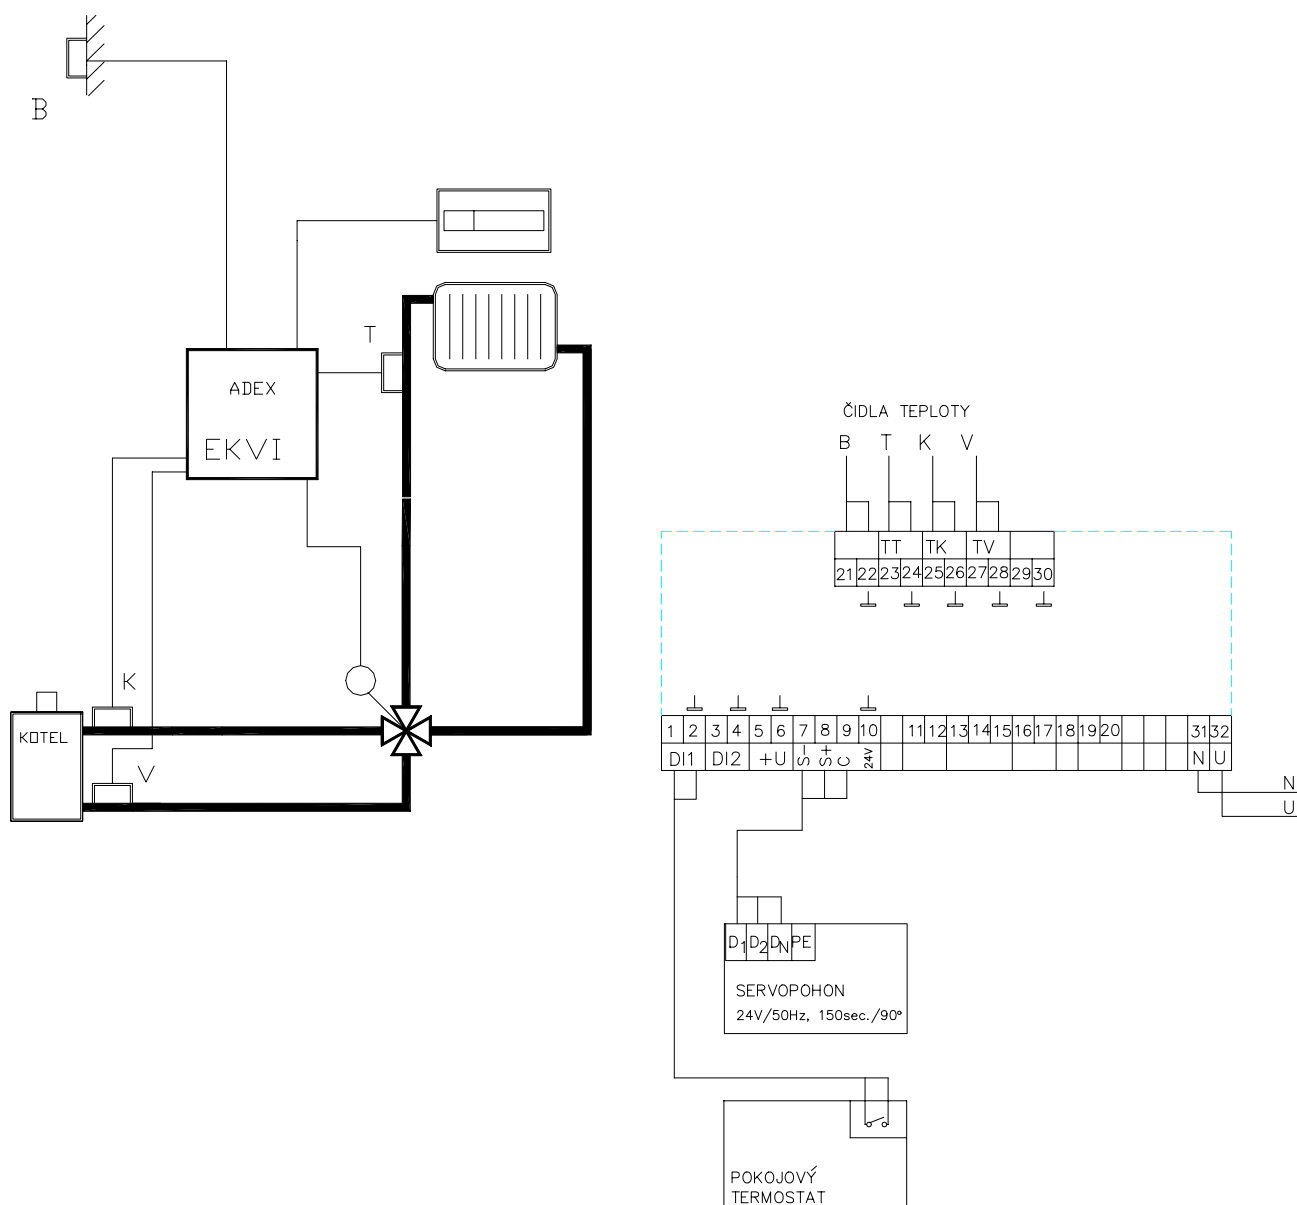 B
T
ADEX
EKVI
K
KOTEL
V
ČIDLA TEPLOTY
B T K V
TT TK TV
21 22 23 24 25 26 27 28 29 30
1 2 3 4 5 6 7 8 9 10 11 12 13 14 15 16 17 18 19 20 31 32
DI1 DI2 +U S- S+ C 24V N U
N
U
D1 D2 DN PE
SERVOPOHON
24V/50Hz, 150sec./90°
POKOJOVÝ
TERMOSTAT